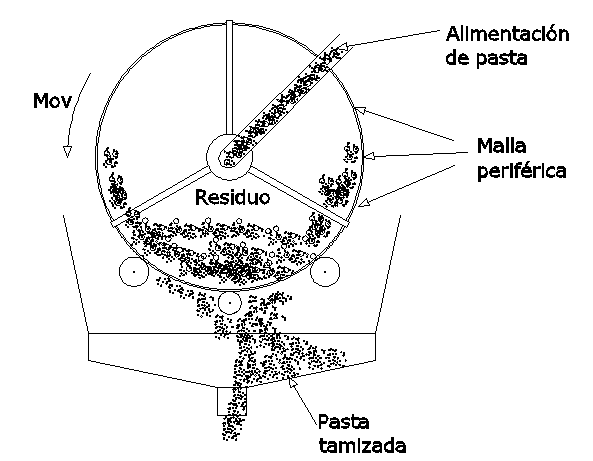 Alimentación
de pasta
Mov
Malla
periférica
Residuo
Pasta
tamizada